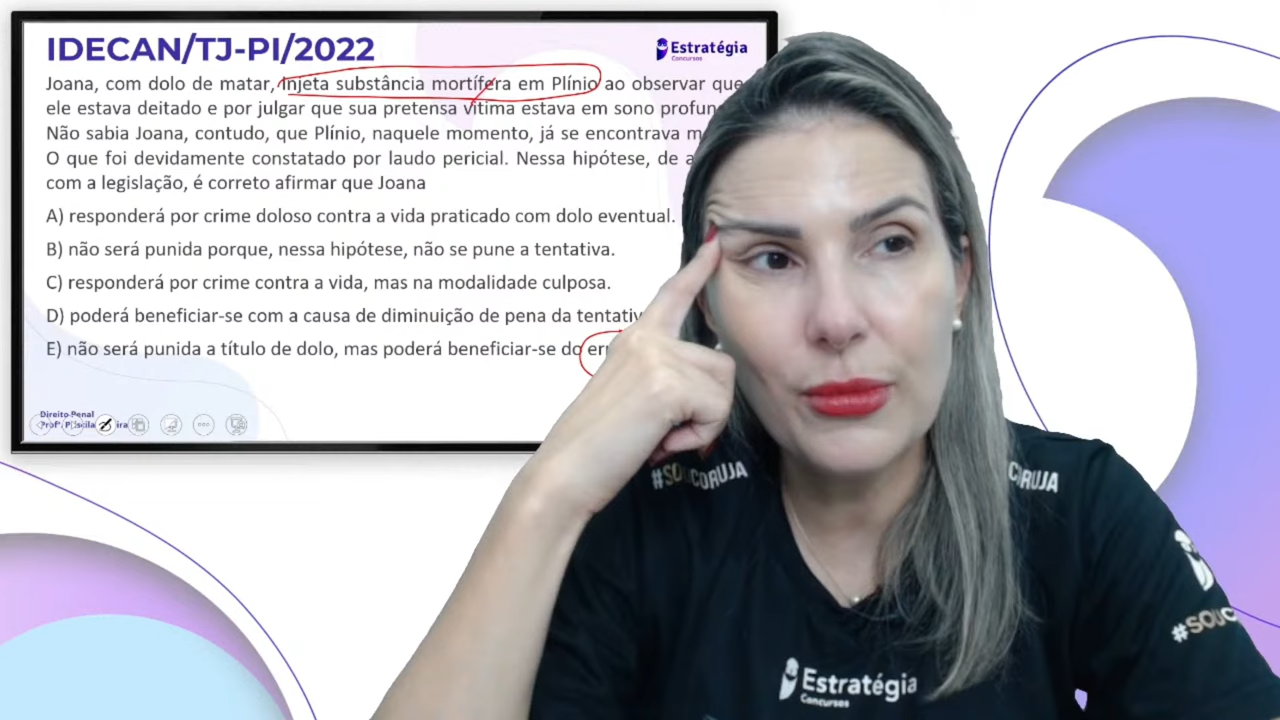 IDECAN/TJ-PI/2022
Estratégia
Concursos
Joana, com dolo de matar, injeta substância mortífera em Plínio ao observar que
ele estava deitado e por julgar que sua pretensa vítima estava em sono
Não sabia Joana, contudo, que Plínio, naquele momento, já se encontrava
O que foi devidamente constatado por laudo pericial. Nessa hipótese, de
com a legislação, é correto afirmar que Joana
A) responderá por crime doloso contra a vida praticado com dolo eventual.
B) não será punida porque, nessa hipótese, não se pune a tentativa.
C) responderá por crime contra a vida, mas na modalidade culposa.
D) poderá beneficiar-se com a causa de diminuição de pena da
E) não será punida a título de dolo, mas poderá beneficiar-se do
Direito Penal
#SOU CORUJA
Estratégia
Concursos